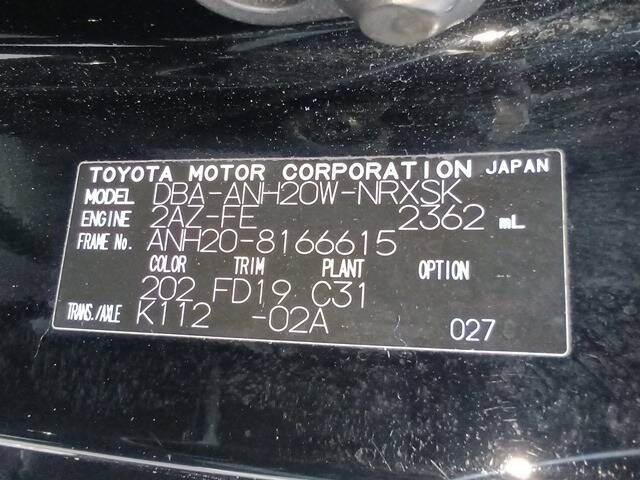 TOYOTA MOTOR CORPORATION JAPAN
MODEL DBA-ANH20W-NRXSK
ENGINE 2AZ-FE 2362 mL
FRAME No. ANH20-8166615
COLOR TRIM PLANT OPTION
202 FD19 C31
TRANS./AXLE K112 -02A 027